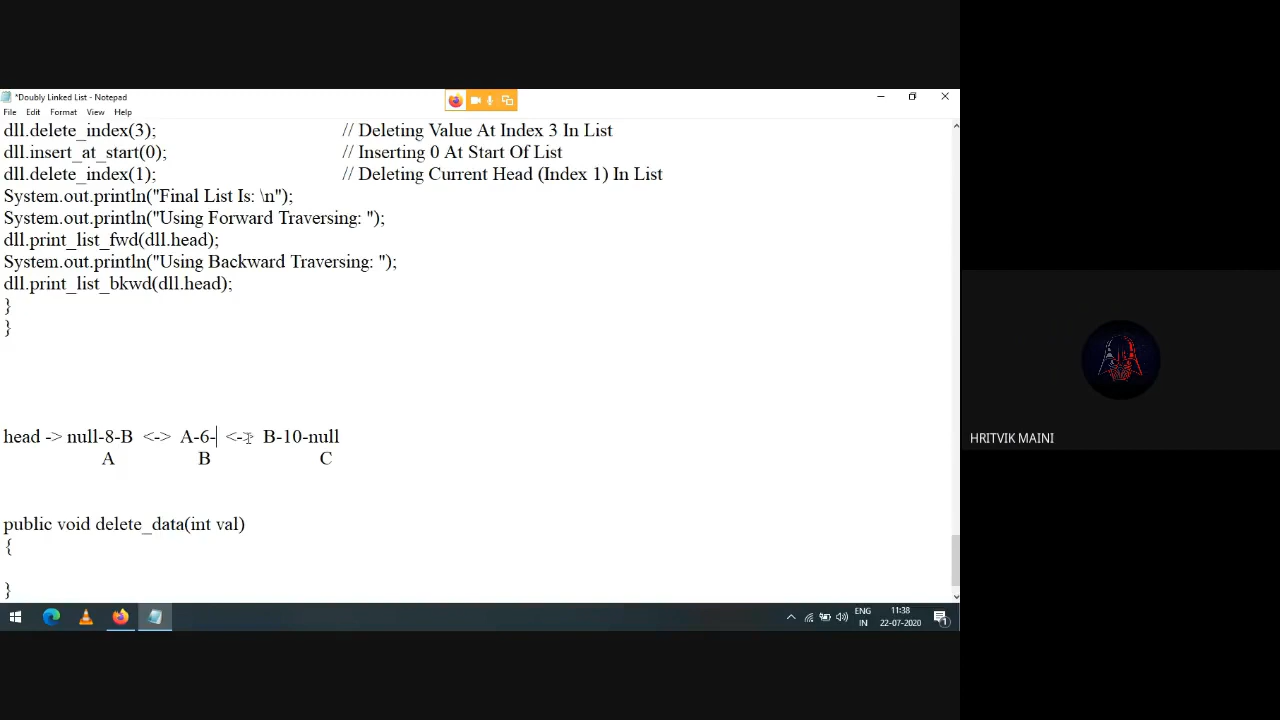 *Doubly Linked List - Notepad
File Edit Format View Help
dll.delete_index(3); // Deleting Value At Index 3 In List
dll.insert_at_start(0); // Inserting 0 At Start Of List
dll.delete_index(1); // Deleting Current Head (Index 1) In List
System.out.println("Final List Is: \n");
System.out.println("Using Forward Traversing: ");
dll.print_list_fwd(dll.head);
System.out.println("Using Backward Traversing: ");
dll.print_list_bkwd(dll.head);
}
}
head -> null-8-B <-> A-6- <-> B-10-null
A B C
public void delete_data(int val)
{
}
HRITVIK MAINI
ENG 11:38
IN 22-07-2020 1